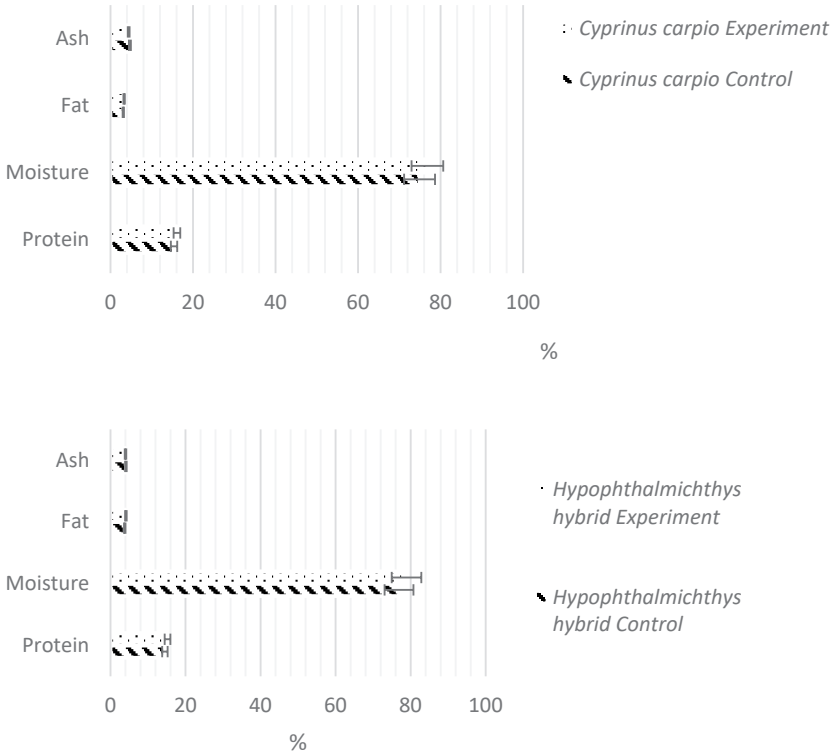 Ash
Fat
Moisture
Protein
0 20 40 60 80 100
%
Cyprinus carpio Experiment
Cyprinus carpio Control
Ash
Fat
Moisture
Protein
0 20 40 60 80 100
%
Hypophthalmichthys
hybrid Experiment
Hypophthalmichthys
hybrid Control